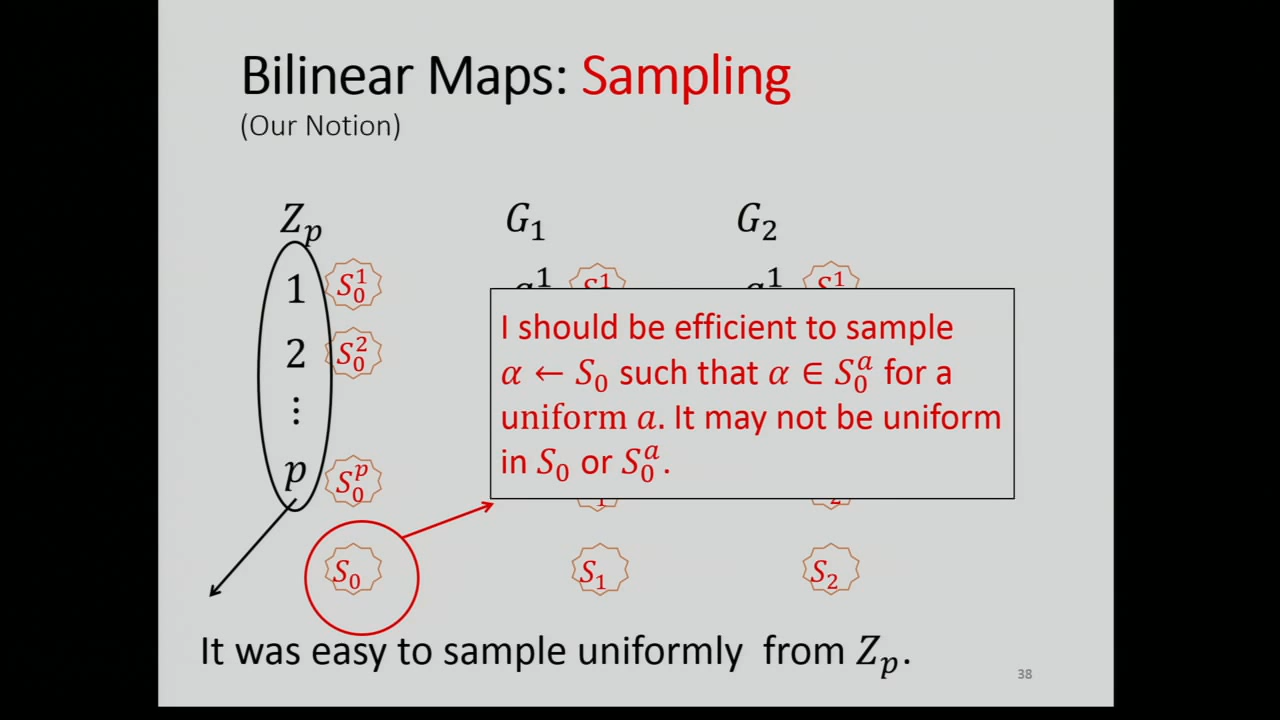 Bilinear Maps: Sampling
(Our Notion)
Z_p G_1 G_2
1 S_0^1
2 S_0^2
⋮
p S_0^p
I should be efficient to sample
α ← S_0 such that α ∈ S_0^a for a
uniform a. It may not be uniform
in S_0 or S_0^a.
S_0 S_1 S_2
It was easy to sample uniformly from Z_p.
38